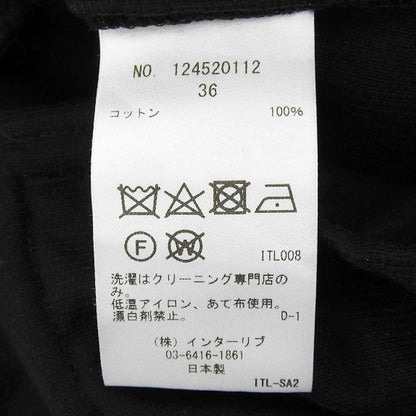 NO. 124520112
36
コットン 100%
F W ITL008
洗濯はクリーニング専門店の
み。
低温アイロン、あて布使用。
漂白剤禁止。 D-1
(株) インターリブ
03-6416-1861
日本製
ITL-SA2